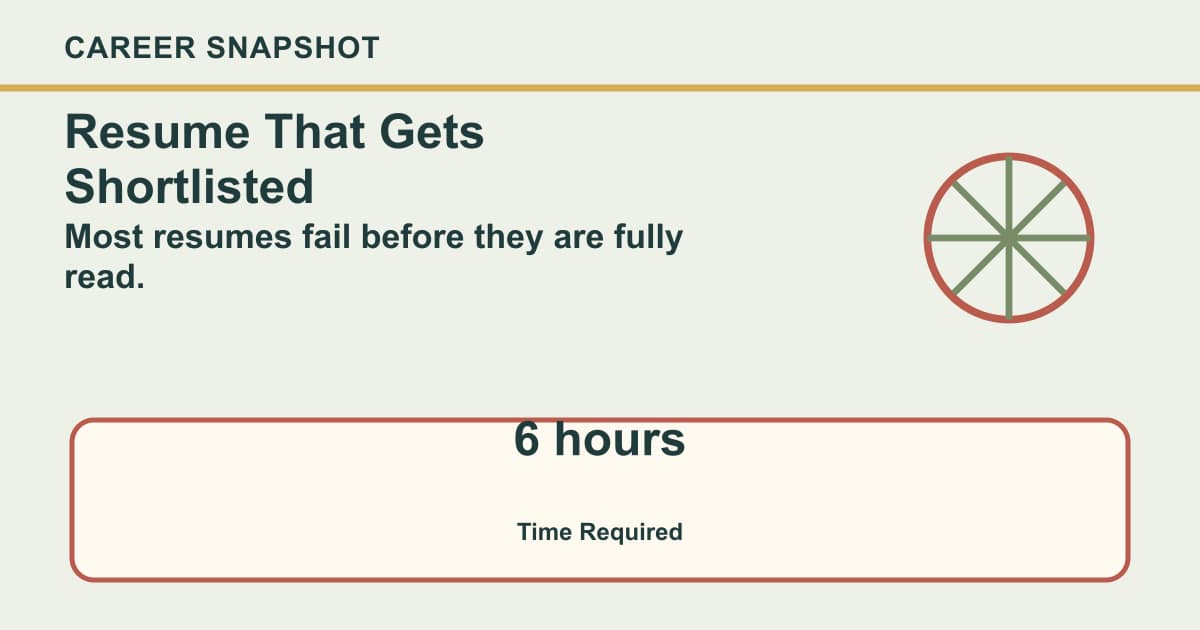 CAREER SNAPSHOT
Resume That Gets
Shortlisted
Most resumes fail before they are fully
read.
6 hours
Time Required